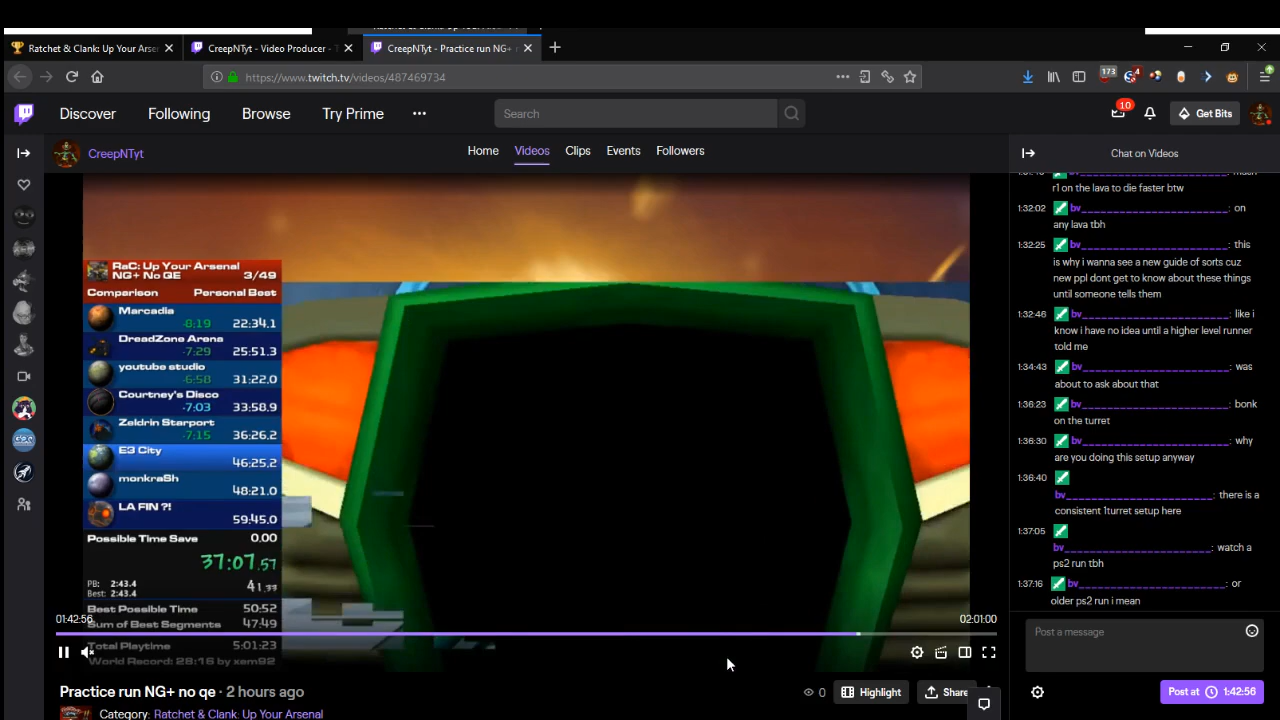 Ratchet & Clank: Up Your Arse
CreepNTyt - Video Producer - T
CreepNTyt - Practice run NG+ n
https://www.twitch.tv/videos/487469734
173
4
Discover
Following
Browse
Try Prime
Search
10
Get Bits
CreepNTyt
Home
Videos
Clips
Events
Followers
Chat on Videos
RaC: Up Your Arsenal
NG+ No QE 3/49
Comparison Personal Best
Marcadia
-8:19 22:34.1
DreadZone Arena
-7:29 25:51.3
youtube studio
-6:58 31:22.0
Courtney's Disco
-7:03 33:58.9
Zeldrin Starport
-7:15 36:26.2
E3 City
46:25.2
monkraSh
48:21.0
LA FIN ?!
59:45.0
Possible Time Save 0.00
37:07.57
PB: 2:43.4
Best: 2:43.4
Best Possible Time 50:52
Sum of Best Segments 47:49
Total Playtime 5:01:23
World Record: 28:16 by xem92
01:42:56
02:01:00
Practice run NG+ no qe · 2 hours ago
0
Highlight
Share
Category: Ratchet & Clank: Up Your Arsenal
r1 on the lava to die faster btw
1:32:02 bv______________________________: on
any lava tbh
1:32:25 bv______________________________: this
is why i wanna see a new guide of sorts cuz
new ppl dont get to know about these things
until someone tells them
1:32:46 bv______________________________: like i
know i have no idea until a higher level runner
told me
1:34:43 bv______________________________: was
about to ask about that
1:36:23 bv______________________________: bonk
on the turret
1:36:30 bv______________________________: why
are you doing this setup anyway
1:36:40
bv______________________________: there is a
consistent 1turret setup here
1:37:05
bv______________________________: watch a
ps2 run tbh
1:37:16 bv______________________________: or
older ps2 run i mean
Post a message
Post at 1:42:56